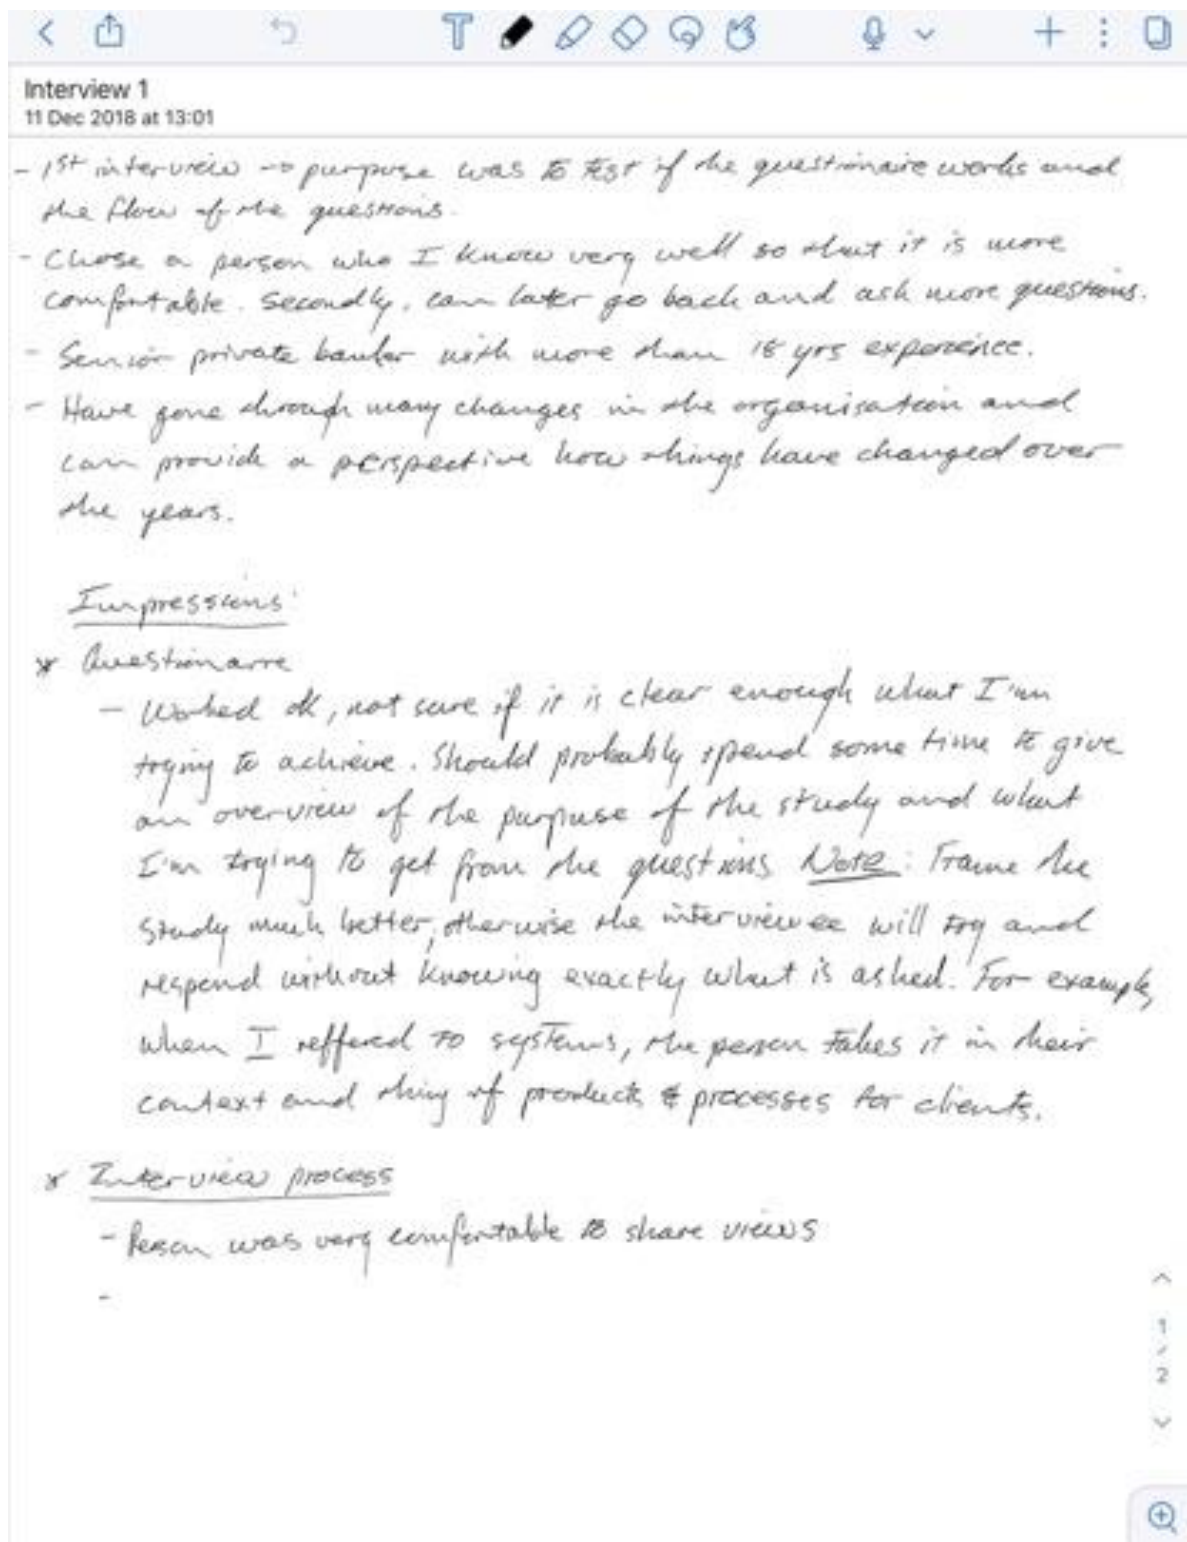 Interview 1
11 Dec 2018 at 13:01
- 1st interview → purpose was to test if the questionaire works and
the flow of the questions.
- Chose a person who I know very well so that it is more
comfortable. Secondly, can later go back and ask more questions.
- Senior private banker with more than 18 yrs experience.
- Have gone through many changes in the organisation and
can provide a perspective how things have changed over
the years.
Impressions:
* Questionarre
- Worked ok, not sure if it is clear enough what I'm
trying to achieve. Should probably spend some time to give
an overview of the purpose of the study and what
I'm trying to get from the questions. Note: Frame the
study much better, otherwise the interviewee will try and
respond without knowing exactly what is asked. For example,
when I reffered to systems, the person takes it in their
context and thing of products & processes for clients.
* Interview process
- Person was very comfortable to share views
-
1
/
2